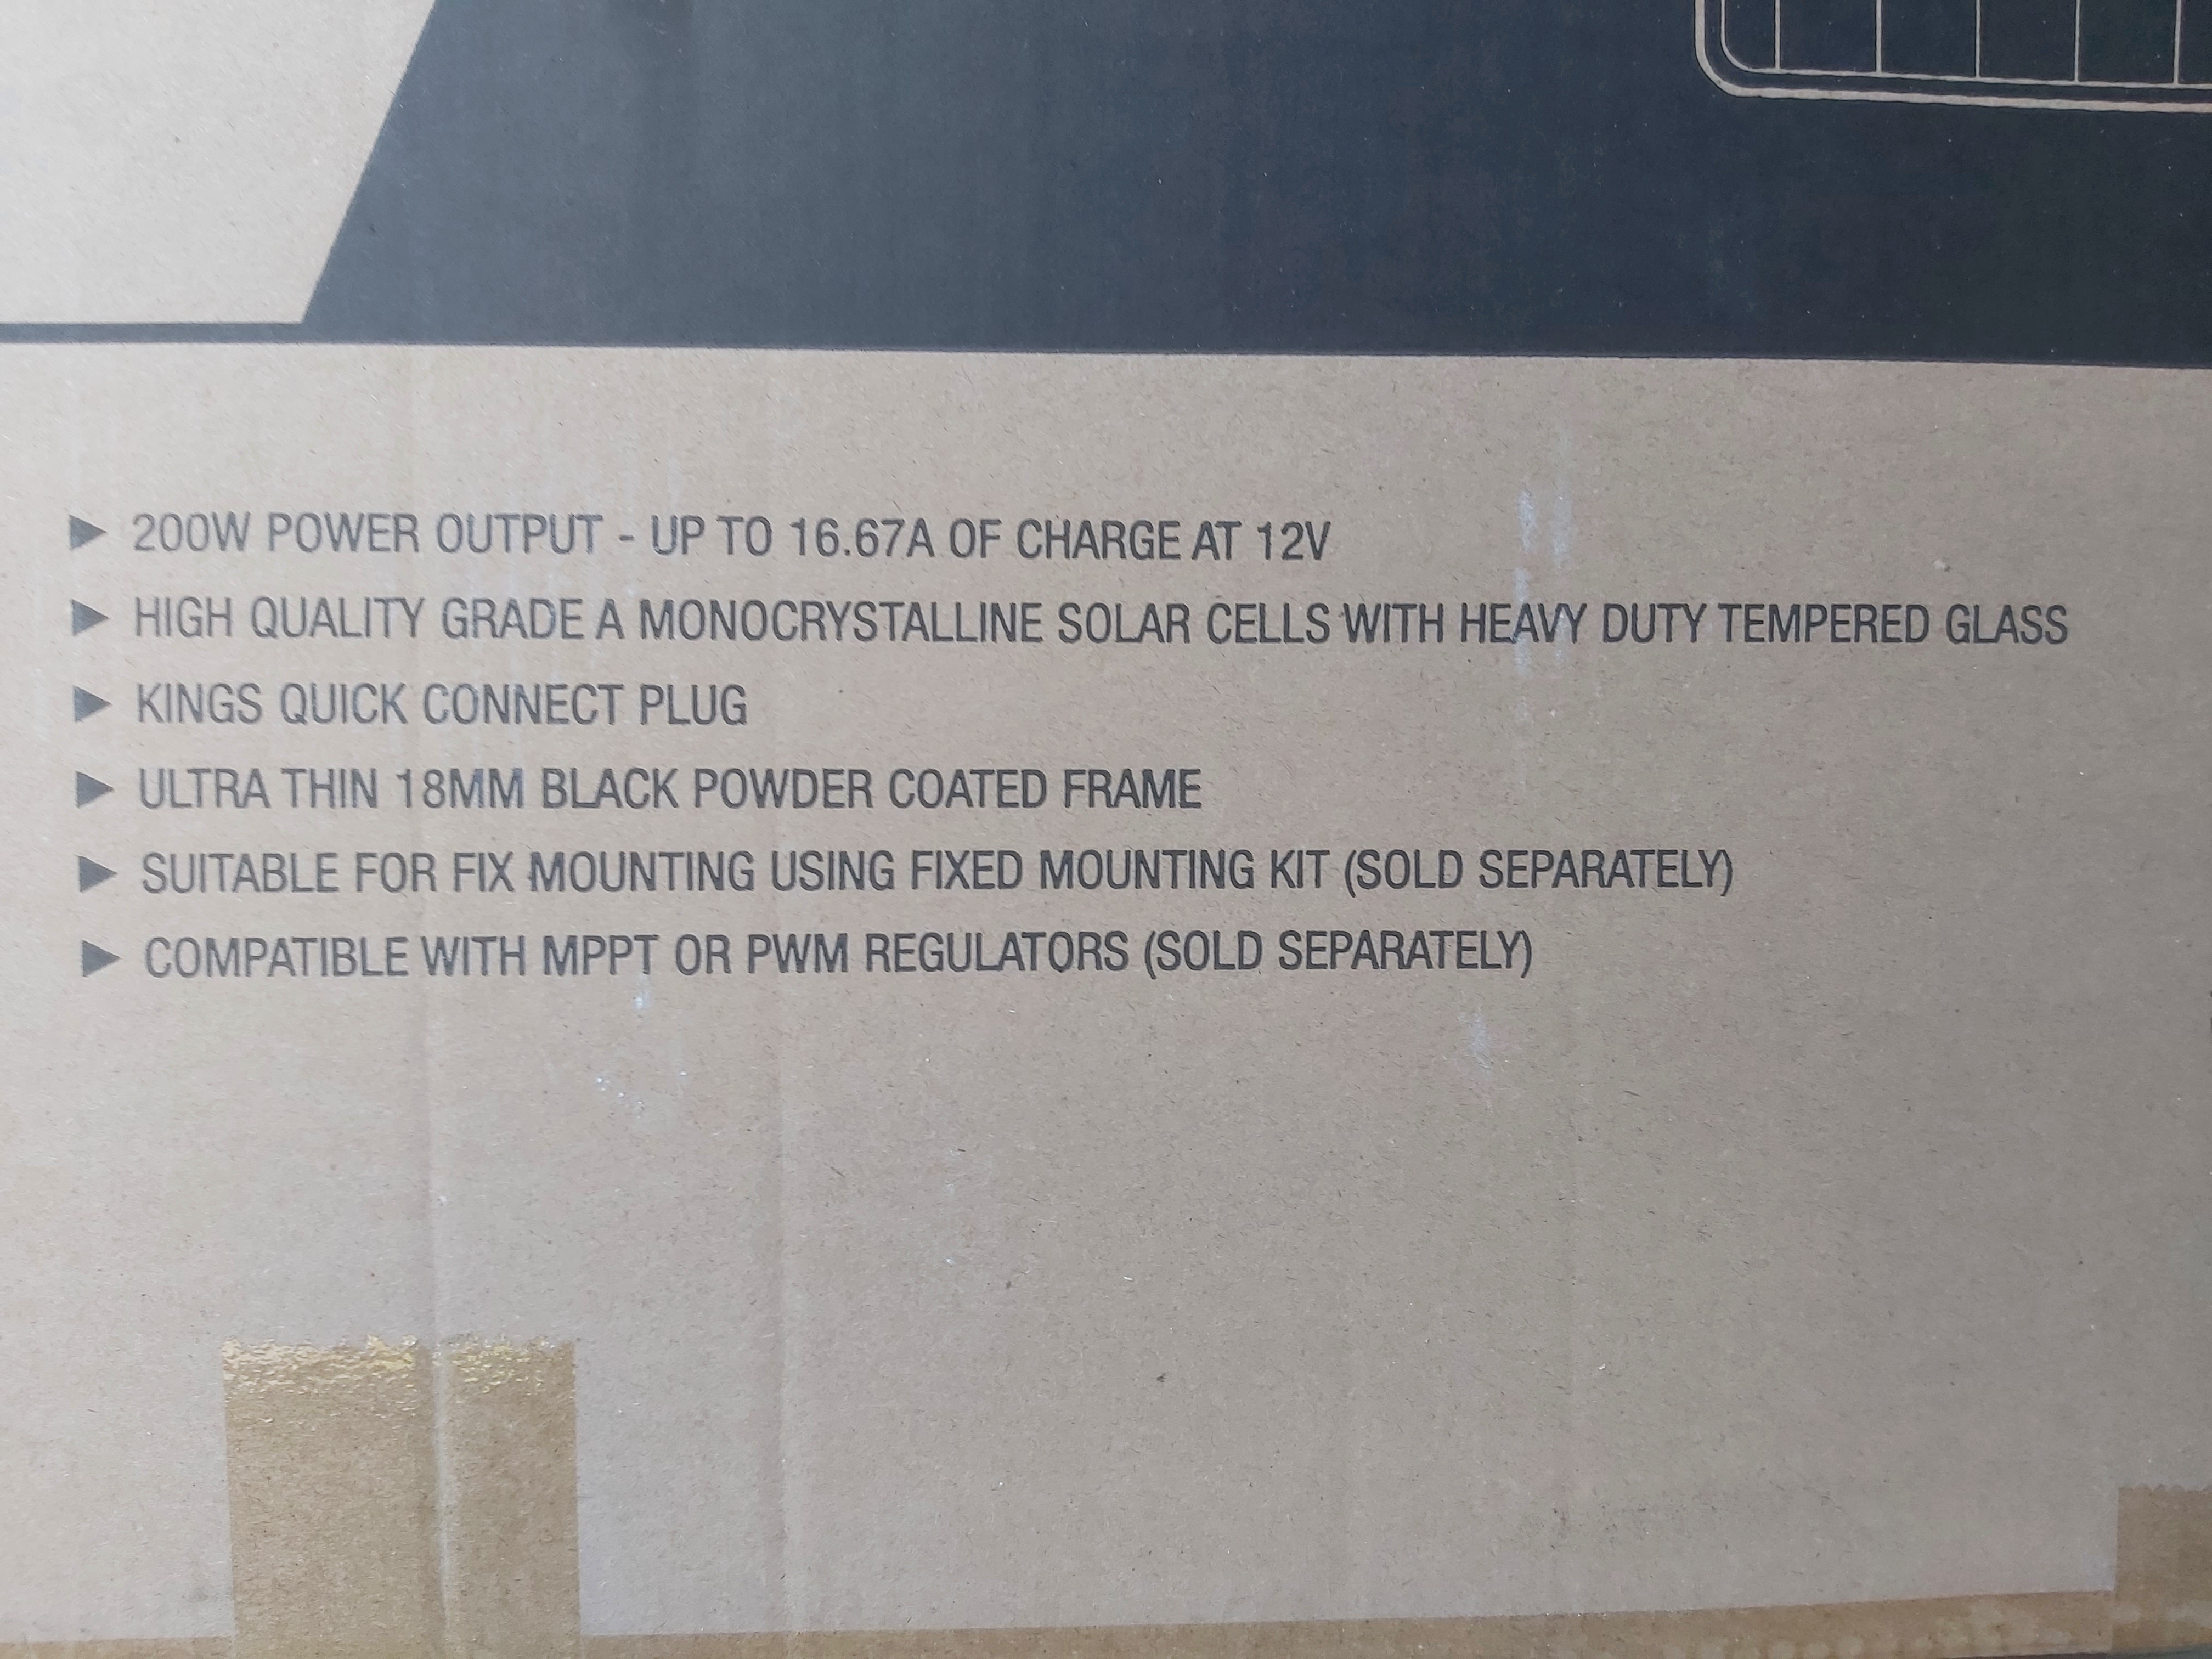 ▶ 200W POWER OUTPUT - UP TO 16.67A OF CHARGE AT 12V
▶ HIGH QUALITY GRADE A MONOCRYSTALLINE SOLAR CELLS WITH HEAVY DUTY TEMPERED GLASS
▶ KINGS QUICK CONNECT PLUG
▶ ULTRA THIN 18MM BLACK POWDER COATED FRAME
▶ SUITABLE FOR FIX MOUNTING USING FIXED MOUNTING KIT (SOLD SEPARATELY)
▶ COMPATIBLE WITH MPPT OR PWM REGULATORS (SOLD SEPARATELY)